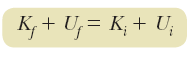 K_f + U_f = K_i + U_i